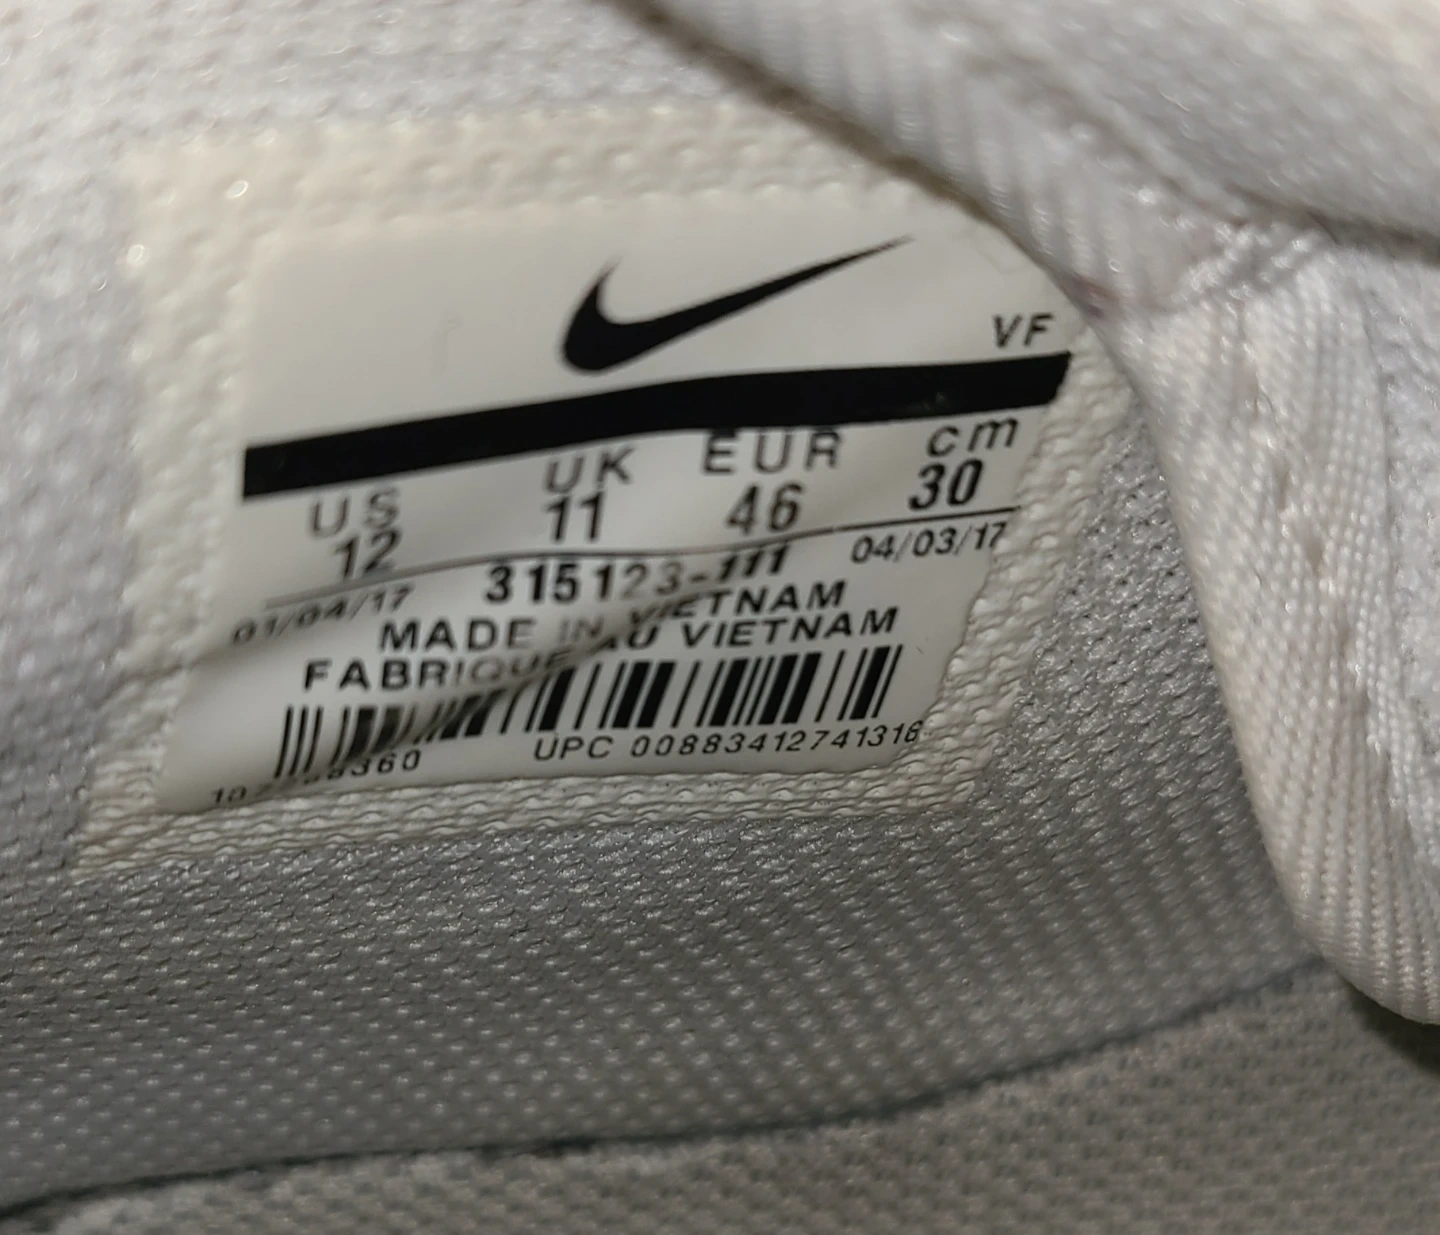 VF
US UK EUR cm
12 11 46 30
01/04/17 315123-111 04/03/17
MADE IN VIETNAM
FABRIQUE AU VIETNAM
UPC 00883412741316